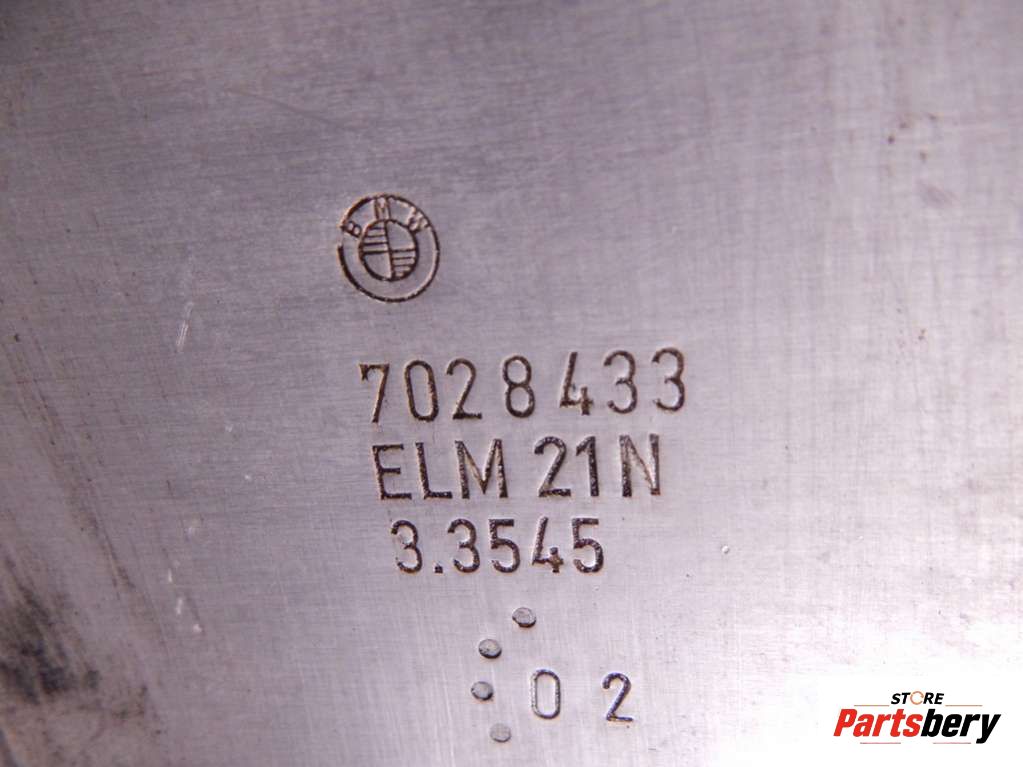 BMW
7028433
ELM 21N
3.3545
02
STORE
Partsbery